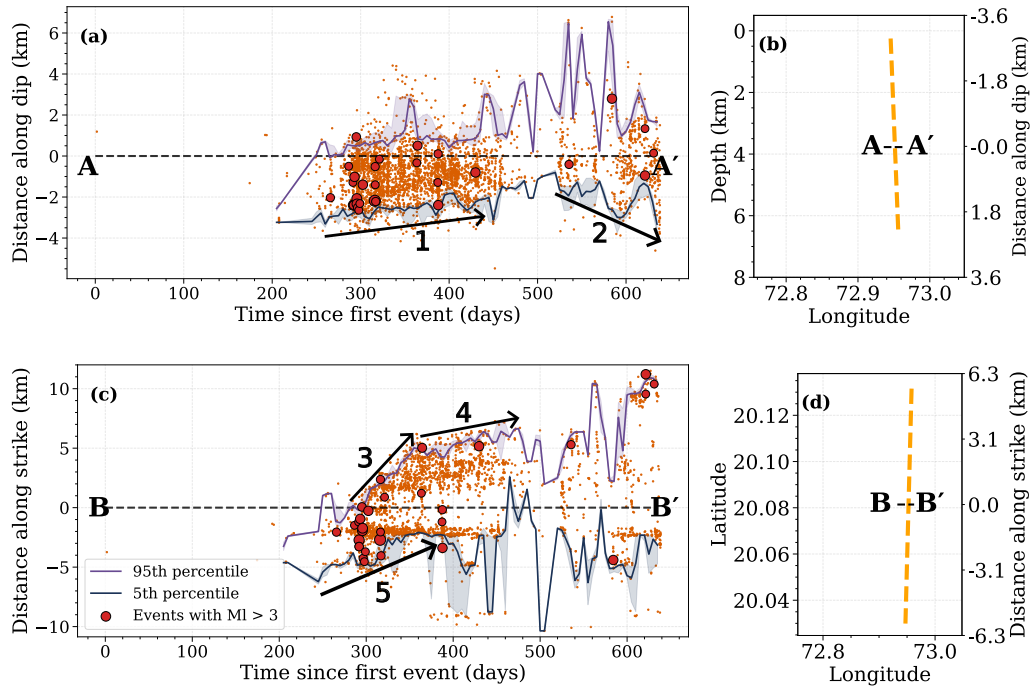 (a)
Distance along dip (km)
6
4
2
0
−2
−4
A
A′
1
2
0
100
200
300
400
500
600
Time since first event (days)
(b)
Depth (km)
0
2
4
6
8
A
A′
-3.6
-1.8
-0.0
1.8
3.6
Distance along dip (km)
72.8
72.9
73.0
Longitude
(c)
Distance along strike (km)
10
5
0
−5
−10
B
B′
3
4
5
95th percentile
5th percentile
Events with Ml > 3
0
100
200
300
400
500
600
Time since first event (days)
(d)
Latitude
20.12
20.10
20.08
20.06
20.04
B
B′
6.3
3.1
0.0
-3.1
-6.3
Distance along strike (km)
72.8
73.0
Longitude